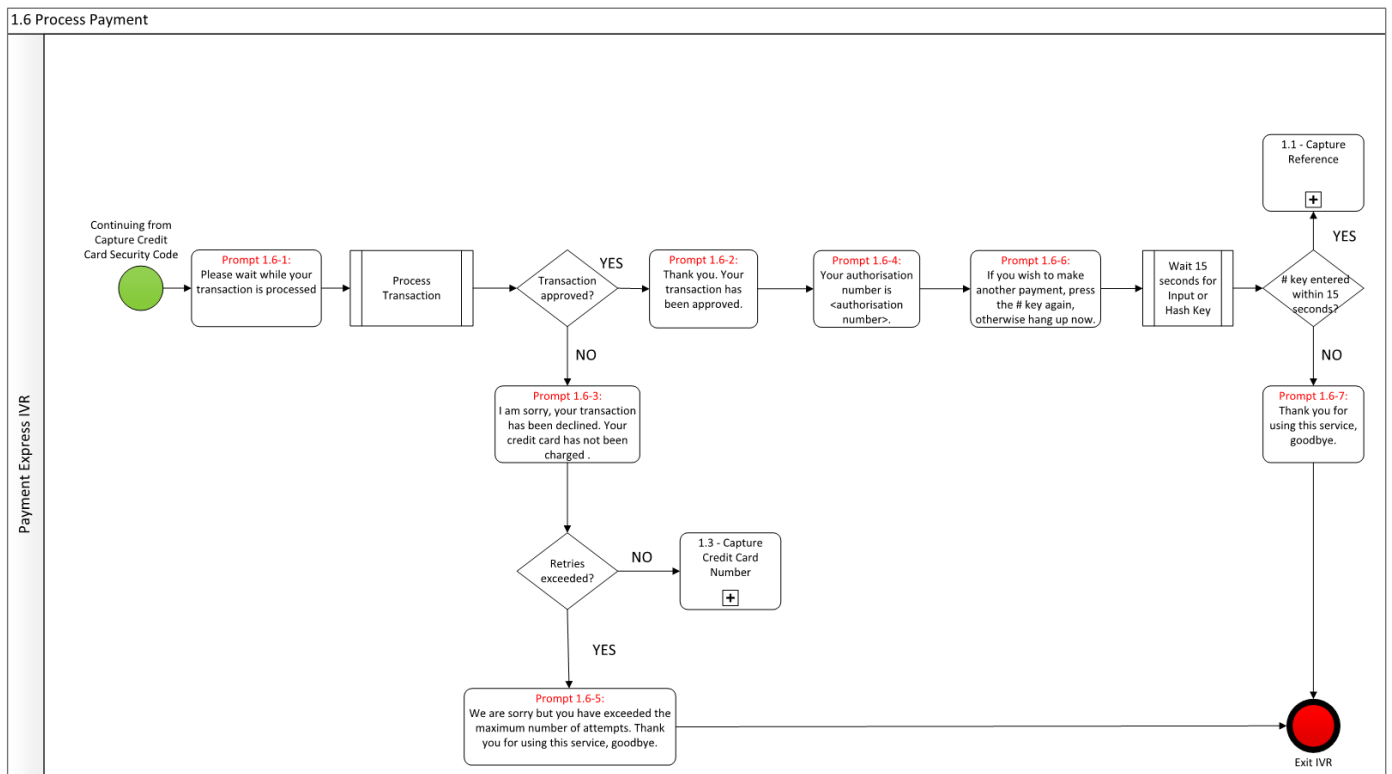 1.6 Process Payment
Payment Express IVR
Continuing from
Capture Credit
Card Security Code
Prompt 1.6-1:
Please wait while your
transaction is processed
Process
Transaction
Transaction
approved?
YES
Prompt 1.6-2:
Thank you. Your
transaction has
been approved.
Prompt 1.6-4:
Your authorisation
number is
<authorisation
number>.
Prompt 1.6-6:
If you wish to make
another payment, press
the # key again,
otherwise hang up now.
Wait 15
seconds for
Input or
Hash Key
# key entered
within 15
seconds?
YES
1.1 - Capture
Reference
NO
Prompt 1.6-7:
Thank you for
using this service,
goodbye.
NO
Prompt 1.6-3:
I am sorry, your transaction
has been declined. Your
credit card has not been
charged .
Retries
exceeded?
NO
1.3 - Capture
Credit Card
Number
YES
Prompt 1.6-5:
We are sorry but you have exceeded the
maximum number of attempts. Thank
you for using this service, goodbye.
Exit IVR